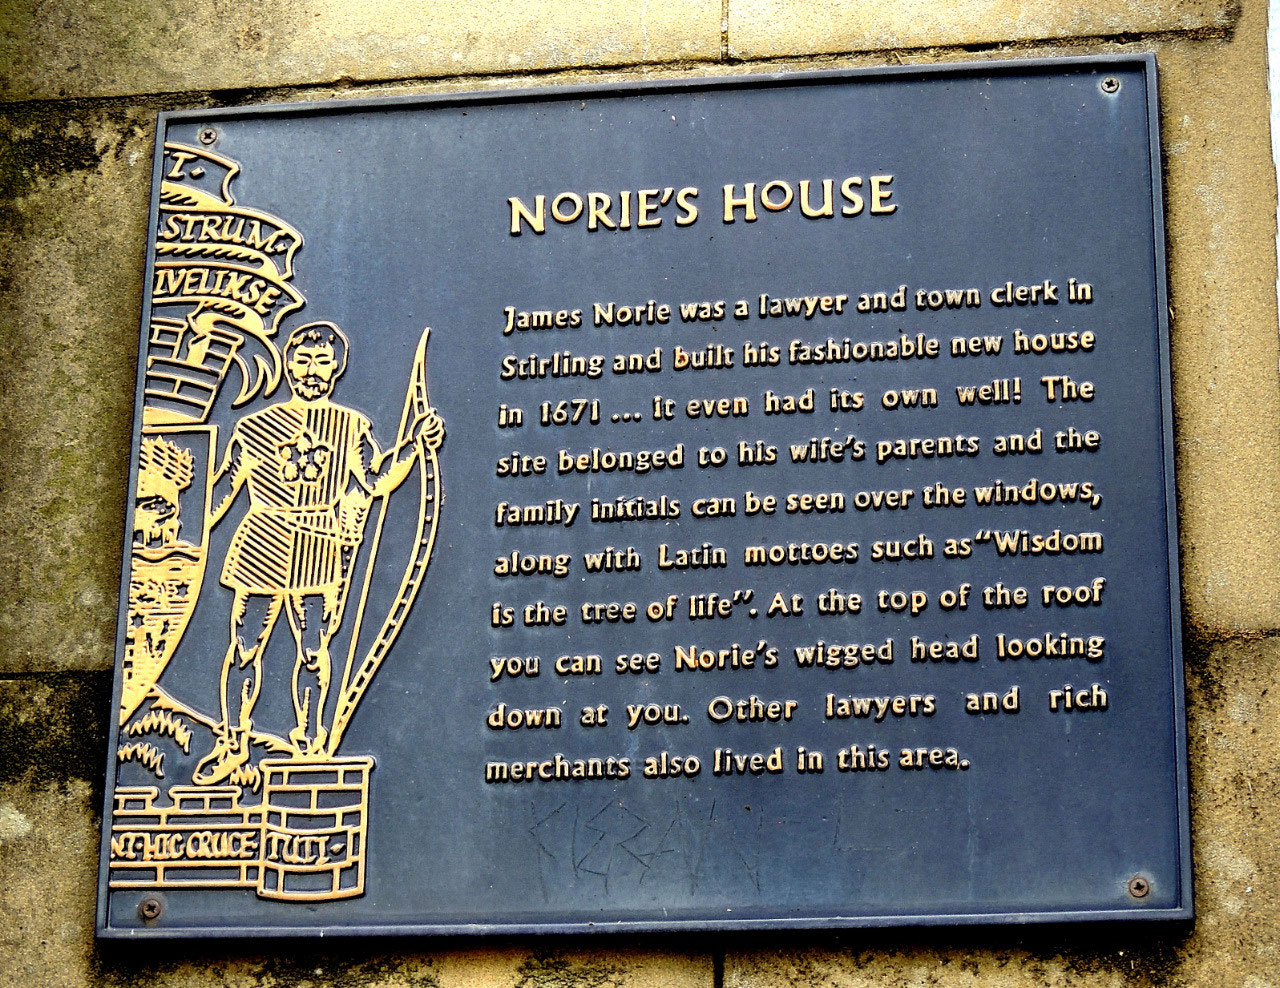 I·
STRUM·
IVELINSE
NORIE'S HOUSE
James Norie was a lawyer and town clerk in
Stirling and built his fashionable new house
in 1671 ... it even had its own well! The
site belonged to his wife's parents and the
family initials can be seen over the windows,
along with Latin mottoes such as "Wisdom
is the tree of life". At the top of the roof
you can see Norie's wigged head looking
down at you. Other lawyers and rich
merchants also lived in this area.
NT·HIC·CRUCE
TUTI·